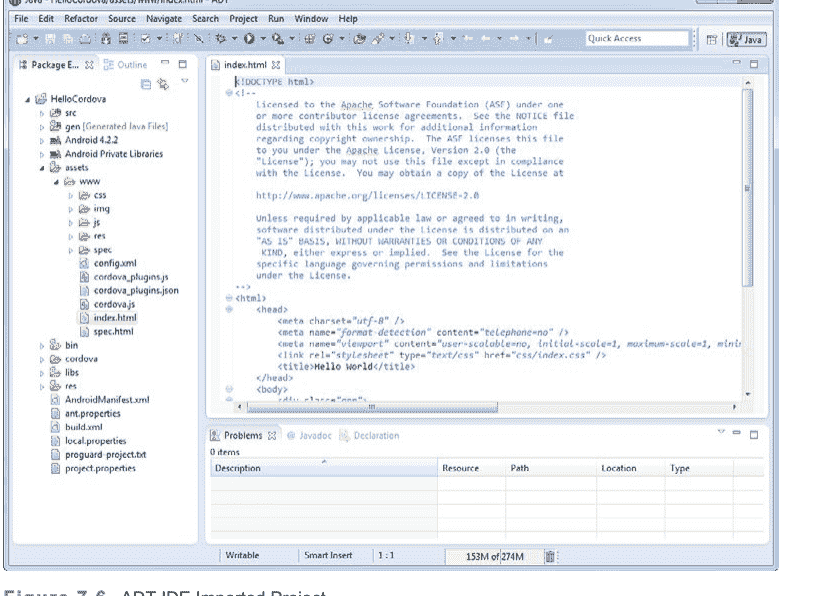 Java - HelloCordova/assets/www/index.html - ADT
File Edit Refactor Source Navigate Search Project Run Window Help
Quick Access
Java
Package E...
Outline
HelloCordova
src
gen [Generated Java Files]
Android 4.2.2
Android Private Libraries
assets
www
css
img
js
res
spec
config.xml
cordova_plugins.js
cordova_plugins.json
cordova.js
index.html
spec.html
bin
cordova
libs
res
AndroidManifest.xml
ant.properties
build.xml
local.properties
proguard-project.txt
project.properties
index.html
<!DOCTYPE html>
<!--
Licensed to the Apache Software Foundation (ASF) under one
or more contributor license agreements. See the NOTICE file
distributed with this work for additional information
regarding copyright ownership. The ASF licenses this file
to you under the Apache License, Version 2.0 (the
"License"); you may not use this file except in compliance
with the License. You may obtain a copy of the License at
http://www.apache.org/licenses/LICENSE-2.0
Unless required by applicable law or agreed to in writing,
software distributed under the License is distributed on an
"AS IS" BASIS, WITHOUT WARRANTIES OR CONDITIONS OF ANY
KIND, either express or implied. See the License for the
specific language governing permissions and limitations
under the License.
-->
<html>
<head>
<meta charset="utf-8" />
<meta name="format-detection" content="telephone=no" />
<meta name="viewport" content="user-scalable=no, initial-scale=1, maximum-scale=1, mini
<link rel="stylesheet" type="text/css" href="css/index.css" />
<title>Hello World</title>
</head>
<body>
<div class="app">
Problems
@ Javadoc
Declaration
0 items
Description Resource Path Location Type
Writable Smart Insert 1 : 1 153M of 274M
Figure 7.6 ADT IDE Imported Project